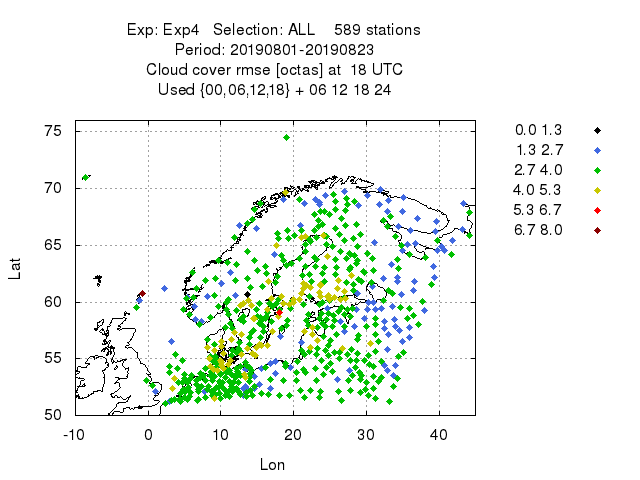 Exp: Exp4   Selection: ALL    589 stations
Period: 20190801-20190823
Cloud cover rmse [octas] at  18 UTC
Used {00,06,12,18} + 06 12 18 24
0.0 1.3
1.3 2.7
2.7 4.0
4.0 5.3
5.3 6.7
6.7 8.0
75
70
65
60
55
50
Lat
-10 0 10 20 30 40
Lon